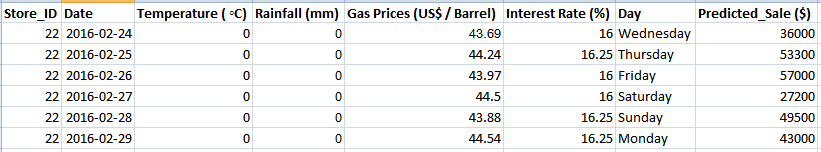 Store_ID Date Temperature ( ◦C) Rainfall (mm) Gas Prices (US$ / Barrel) Interest Rate (%) Day Predicted_Sale ($)
22 2016-02-24 0 0 43.69 16 Wednesday 36000
22 2016-02-25 0 0 44.24 16.25 Thursday 53300
22 2016-02-26 0 0 43.97 16 Friday 57000
22 2016-02-27 0 0 44.5 16 Saturday 27200
22 2016-02-28 0 0 43.88 16.25 Sunday 49500
22 2016-02-29 0 0 44.54 16.25 Monday 43000